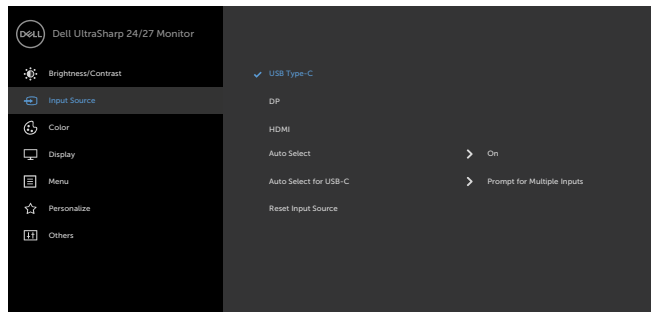 DELL Dell UltraSharp 24/27 Monitor
Brightness/Contrast
USB Type-C
Input Source
DP
Color
HDMI
Display
Auto Select On
Menu
Auto Select for USB-C Prompt for Multiple Inputs
Personalize
Reset Input Source
Others